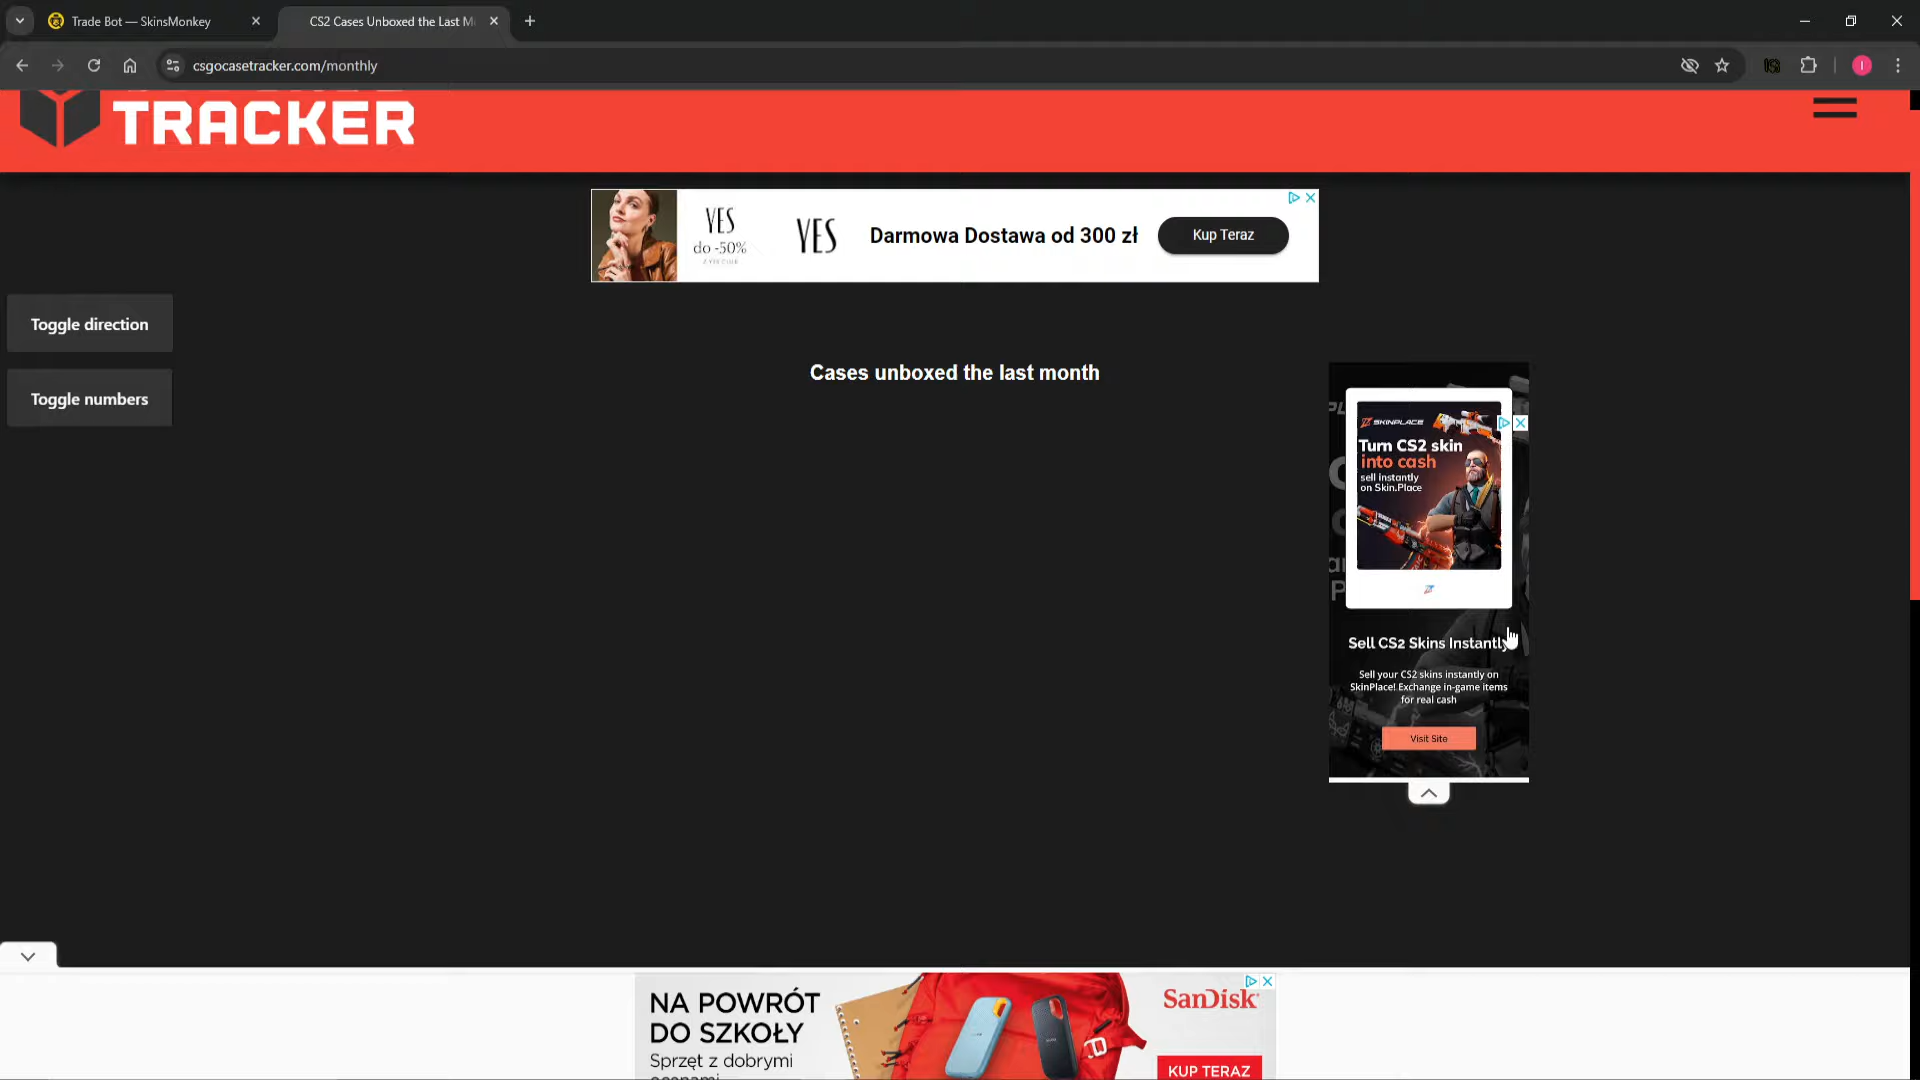 Trade Bot — SkinsMonkey
CS2 Cases Unboxed the Last M
csgocasetracker.com/monthly
TRACKER
YES
do -50%
YES
Darmowa Dostawa od 300 zł
Kup Teraz
Toggle direction
Toggle numbers
Cases unboxed the last month
SKINPLACE
Turn CS2 skin
into cash
sell instantly
on Skin.Place
Sell CS2 Skins Instantly
Sell your CS2 skins instantly on
SkinPlace! Exchange in-game items
for real cash
Visit Site
NA POWRÓT
DO SZKOŁY
Sprzęt z dobrymi
SanDisk
KUP TERAZ